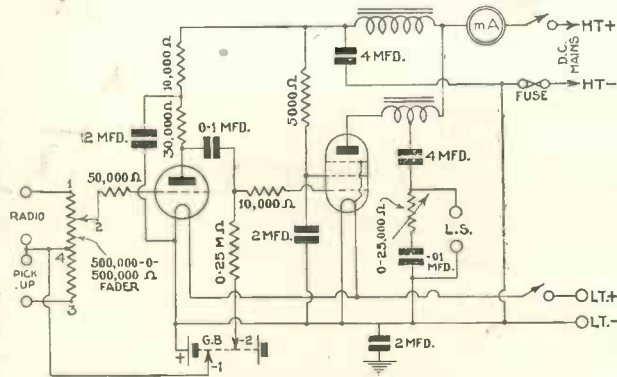 HT+
mA
D.C. MAINS
HT-
FUSE
10,000 Ω
4 MFD.
5000 Ω
30,000 Ω
0·1 MFD.
12 MFD.
4 MFD.
50,000 Ω
1
RADIO
2
10,000 Ω
0-25,000 Ω
L.S.
4
PICK UP
500,000-0-
500,000 Ω
FADER
0·25 M Ω
2 MFD.
·01 MFD.
3
LT.+
LT.-
G.B
-2
+
-1
2 MFD.